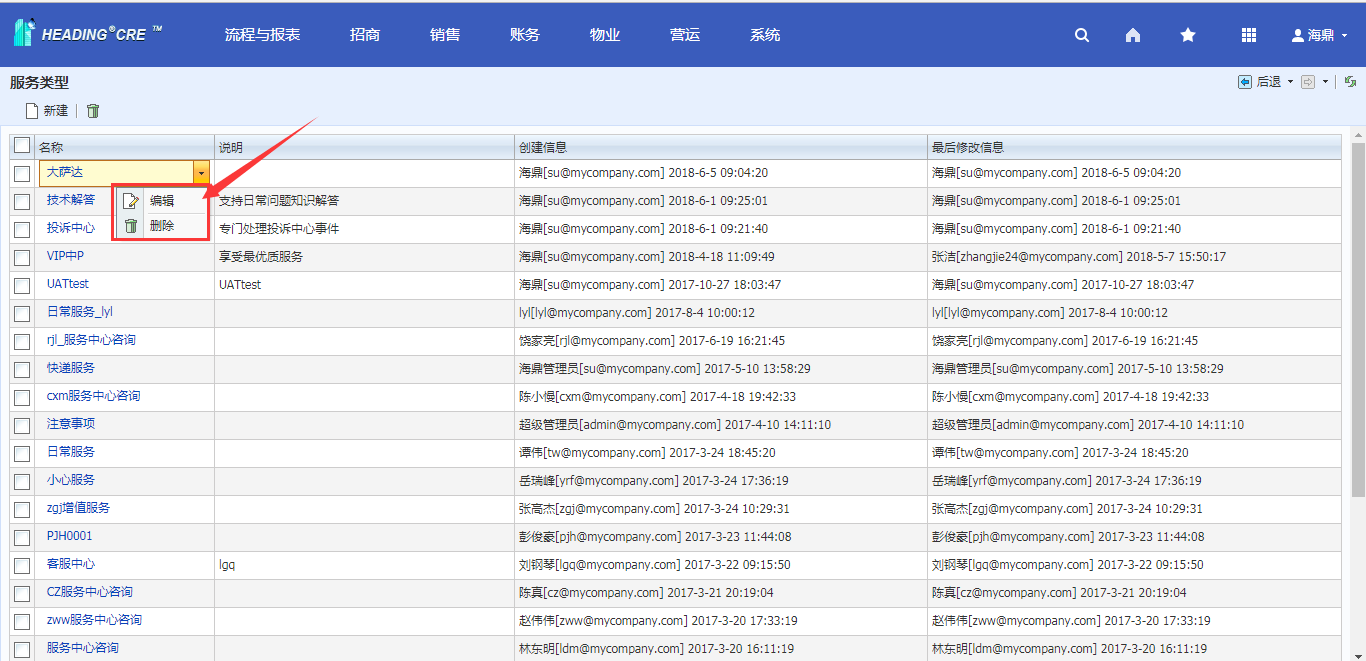 HEADING®CRE ™ 流程与报表 招商 销售 账务 物业 营运 系统 海鼎
服务类型 后退
新建
名称 说明 创建信息 最后修改信息
大萨达 海鼎[su@mycompany.com] 2018-6-5 09:04:20 海鼎[su@mycompany.com] 2018-6-5 09:04:20
技术解答 编辑 支持日常问题知识解答 海鼎[su@mycompany.com] 2018-6-1 09:25:01 海鼎[su@mycompany.com] 2018-6-1 09:25:01
投诉中心 删除 专门处理投诉中心事件 海鼎[su@mycompany.com] 2018-6-1 09:21:40 海鼎[su@mycompany.com] 2018-6-1 09:21:40
VIP中P 享受最优质服务 海鼎[su@mycompany.com] 2018-4-18 11:09:49 张洁[zhangjie24@mycompany.com] 2018-5-7 15:50:17
UATtest UATtest 海鼎[su@mycompany.com] 2017-10-27 18:03:47 海鼎[su@mycompany.com] 2017-10-27 18:03:47
日常服务_lyl lyl[lyl@mycompany.com] 2017-8-4 10:00:12 lyl[lyl@mycompany.com] 2017-8-4 10:00:12
rjl_服务中心咨询 饶家亮[rjl@mycompany.com] 2017-6-19 16:21:45 饶家亮[rjl@mycompany.com] 2017-6-19 16:21:45
快递服务 海鼎管理员[su@mycompany.com] 2017-5-10 13:58:29 海鼎管理员[su@mycompany.com] 2017-5-10 13:58:29
cxm服务中心咨询 陈小慢[cxm@mycompany.com] 2017-4-18 19:42:33 陈小慢[cxm@mycompany.com] 2017-4-18 19:42:33
注意事项 超级管理员[admin@mycompany.com] 2017-4-10 14:11:10 超级管理员[admin@mycompany.com] 2017-4-10 14:11:10
日常服务 谭伟[tw@mycompany.com] 2017-3-24 18:45:20 谭伟[tw@mycompany.com] 2017-3-24 18:45:20
小心服务 岳瑞峰[yrf@mycompany.com] 2017-3-24 17:36:19 岳瑞峰[yrf@mycompany.com] 2017-3-24 17:36:19
zgj增值服务 张高杰[zgj@mycompany.com] 2017-3-24 10:29:31 张高杰[zgj@mycompany.com] 2017-3-24 10:29:31
PJH0001 彭俊豪[pjh@mycompany.com] 2017-3-23 11:44:08 彭俊豪[pjh@mycompany.com] 2017-3-23 11:44:08
客服中心 lgq 刘钢琴[lgq@mycompany.com] 2017-3-22 09:15:50 刘钢琴[lgq@mycompany.com] 2017-3-22 09:15:50
CZ服务中心咨询 陈真[cz@mycompany.com] 2017-3-21 20:19:04 陈真[cz@mycompany.com] 2017-3-21 20:19:04
zww服务中心咨询 赵伟伟[zww@mycompany.com] 2017-3-20 17:33:19 赵伟伟[zww@mycompany.com] 2017-3-20 17:33:19
服务中心咨询 林东明[ldm@mycompany.com] 2017-3-20 16:11:19 林东明[ldm@mycompany.com] 2017-3-20 16:11:19